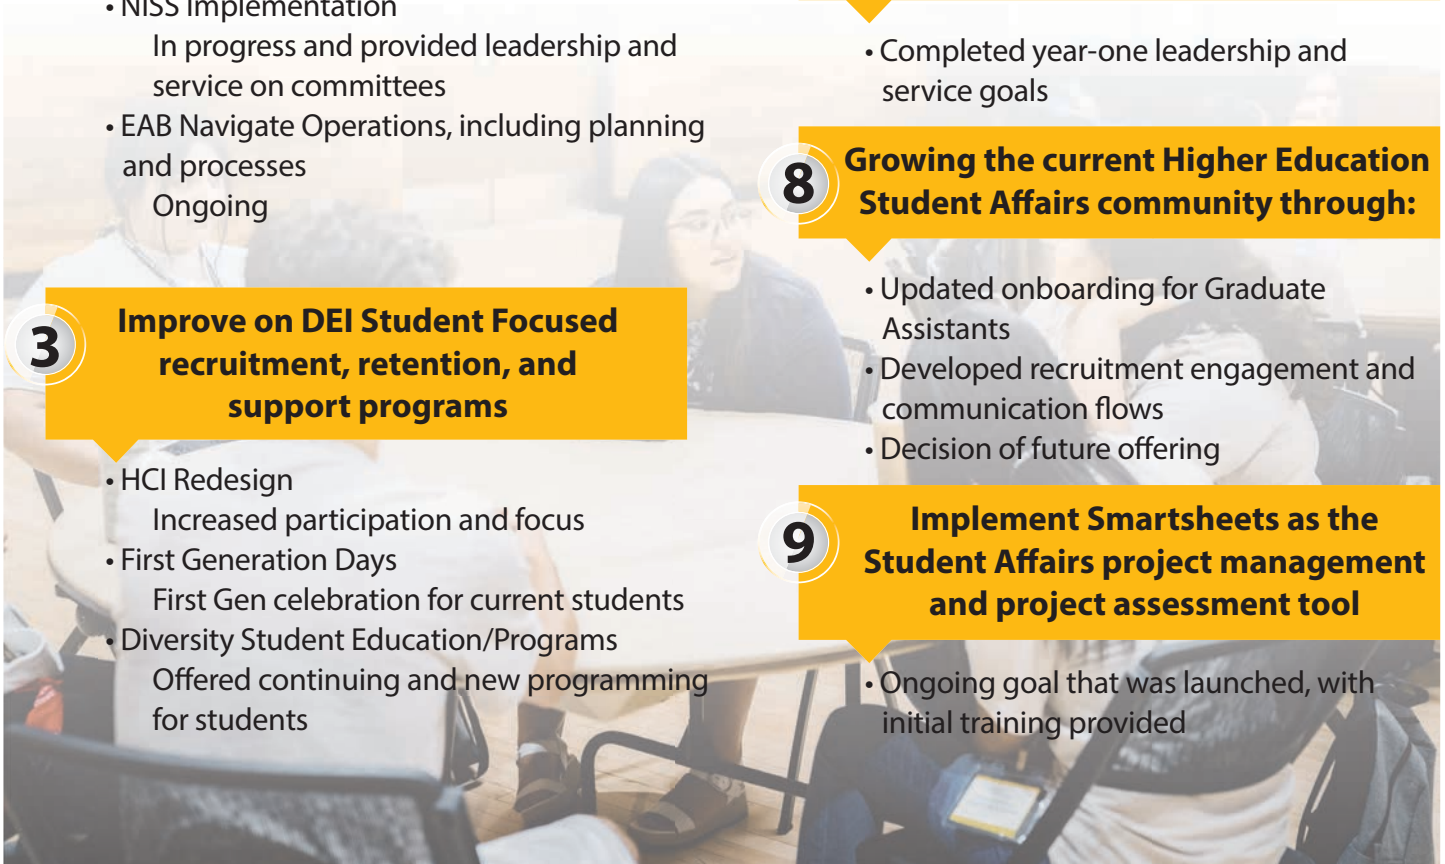 • NISS Implementation
In progress and provided leadership and
service on committees
• EAB Navigate Operations, including planning
and processes
Ongoing
3
Improve on DEI Student Focused
recruitment, retention, and
support programs
• HCI Redesign
Increased participation and focus
• First Generation Days
First Gen celebration for current students
• Diversity Student Education/Programs
Offered continuing and new programming
for students
• Completed year-one leadership and
service goals
8
Growing the current Higher Education
Student Affairs community through:
• Updated onboarding for Graduate
Assistants
• Developed recruitment engagement and
communication flows
• Decision of future offering
9
Implement Smartsheets as the
Student Affairs project management
and project assessment tool
• Ongoing goal that was launched, with
initial training provided